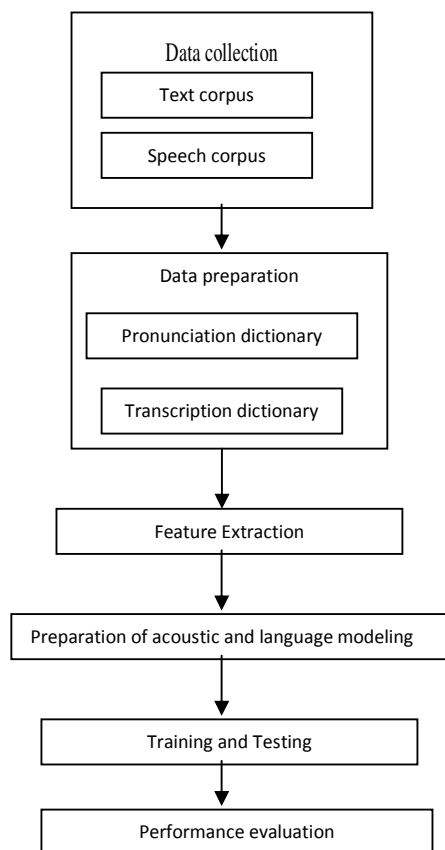 Data collection
Text corpus
Speech corpus
Data preparation
Pronunciation dictionary
Transcription dictionary
Feature Extraction
Preparation of acoustic and language modeling
Training and Testing
Performance evaluation